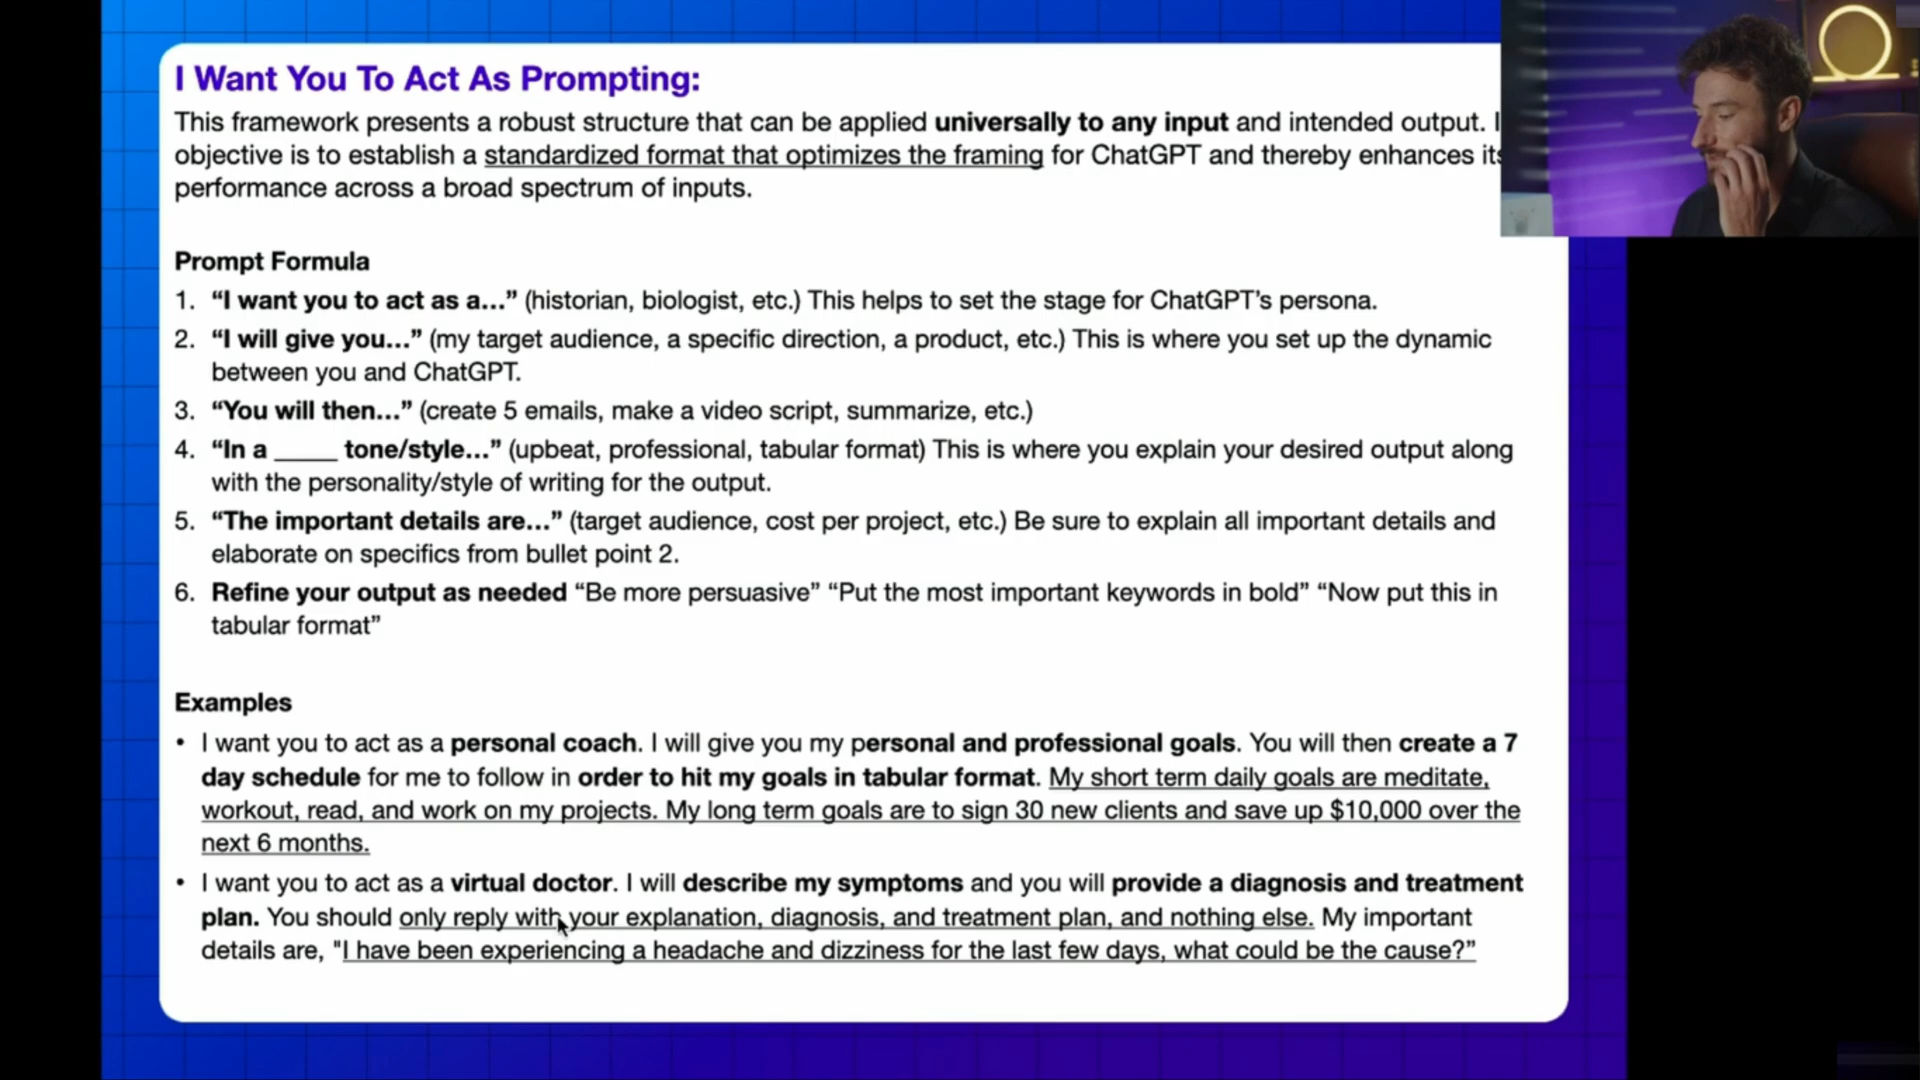 I Want You To Act As Prompting:
This framework presents a robust structure that can be applied universally to any input and intended output. I
objective is to establish a standardized format that optimizes the framing for ChatGPT and thereby enhances its
performance across a broad spectrum of inputs.
Prompt Formula
1. “I want you to act as a...” (historian, biologist, etc.) This helps to set the stage for ChatGPT’s persona.
2. “I will give you...” (my target audience, a specific direction, a product, etc.) This is where you set up the dynamic
between you and ChatGPT.
3. “You will then...” (create 5 emails, make a video script, summarize, etc.)
4. “In a _____ tone/style...” (upbeat, professional, tabular format) This is where you explain your desired output along
with the personality/style of writing for the output.
5. “The important details are...” (target audience, cost per project, etc.) Be sure to explain all important details and
elaborate on specifics from bullet point 2.
6. Refine your output as needed “Be more persuasive” “Put the most important keywords in bold” “Now put this in
tabular format”
Examples
• I want you to act as a personal coach. I will give you my personal and professional goals. You will then create a 7
day schedule for me to follow in order to hit my goals in tabular format. My short term daily goals are meditate,
workout, read, and work on my projects. My long term goals are to sign 30 new clients and save up $10,000 over the
next 6 months.
• I want you to act as a virtual doctor. I will describe my symptoms and you will provide a diagnosis and treatment
plan. You should only reply with your explanation, diagnosis, and treatment plan, and nothing else. My important
details are, "I have been experiencing a headache and dizziness for the last few days, what could be the cause?”